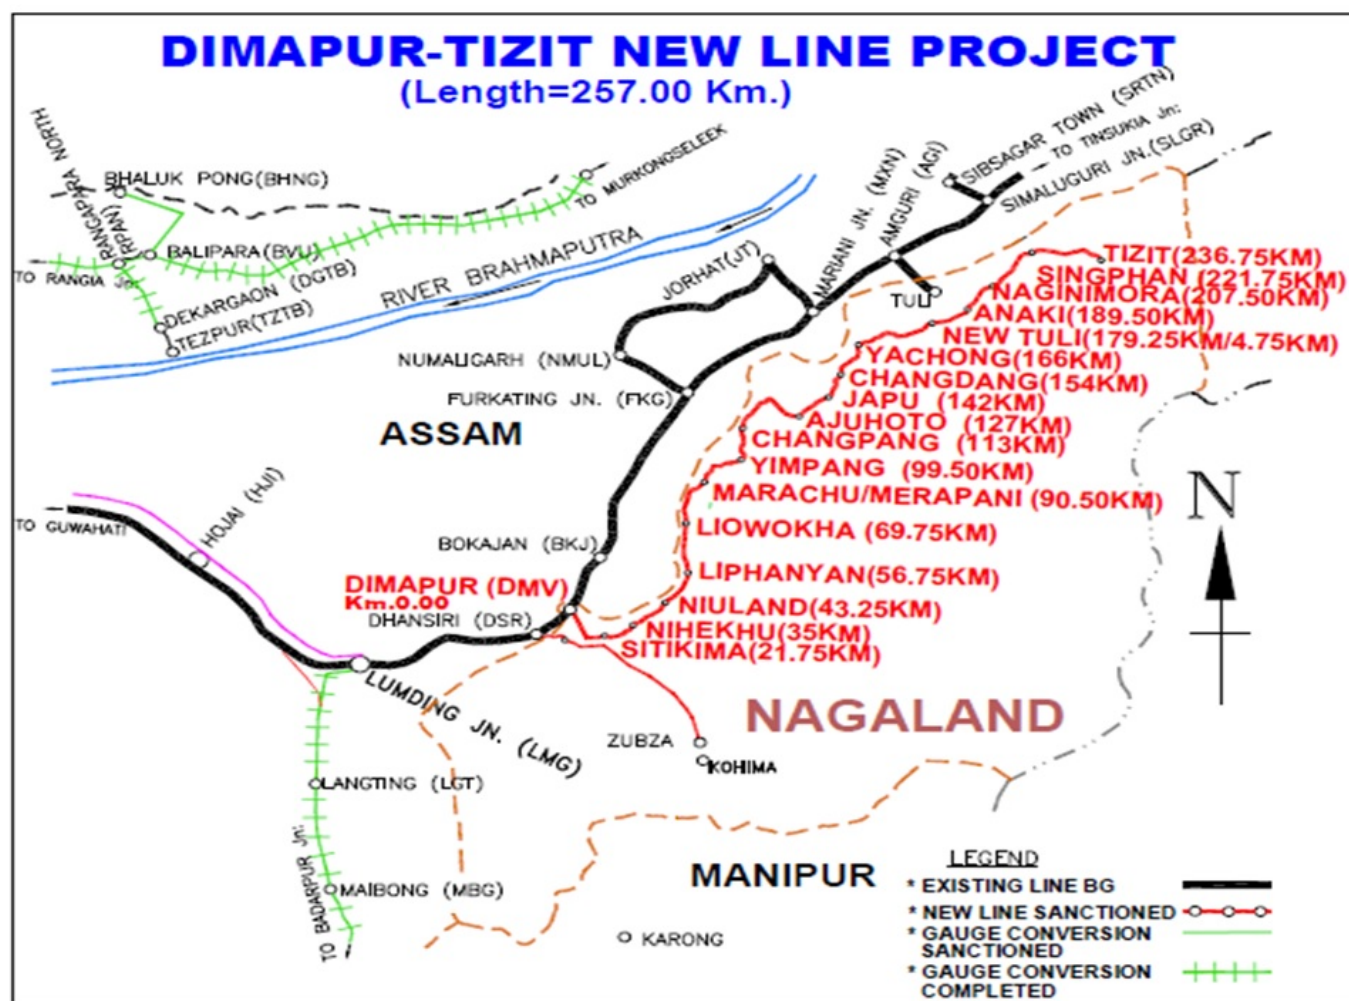 DIMAPUR-TIZIT NEW LINE PROJECT
(Length=257.00 Km.)
RANGAPARA NORTH
(RPAN)
BHALUK PONG(BHNG)
BALIPARA(BVU)
TO RANGIA Jn:
DEKARGAON (DGTB)
TEZPUR(TZTB)
TO MURKONGSELEEK
RIVER BRAHMAPUTRA
SIBSAGAR TOWN (SRTN)
TO TINSUKIA Jn:
SIMALUGURI JN.(SLGR)
AMGURI (AGI)
MARIANI JN. (MXN)
JORHAT(JT)
TULI
NUMALIGARH (NMUL)
FURKATING JN. (FKG)
TIZIT(236.75KM)
SINGPHAN (221.75KM)
NAGINIMORA(207.50KM)
ANAKI(189.50KM)
NEW TULI(179.25KM/4.75KM)
YACHONG(166KM)
CHANGDANG(154KM)
JAPU (142KM)
AJUHOTO (127KM)
CHANGPANG (113KM)
YIMPANG (99.50KM)
MARACHU/MERAPANI (90.50KM)
LIOWOKHA (69.75KM)
LIPHANYAN(56.75KM)
NIULAND(43.25KM)
NIHEKHU(35KM)
SITIKIMA(21.75KM)
ASSAM
HOJAI (HJI)
TO GUWAHATI
BOKAJAN (BKJ)
DIMAPUR (DMV)
Km.0.00
DHANSIRI (DSR)
LUMDING JN. (LMG)
LANGTING (LGT)
MAIBONG (MBG)
TO BADARPUR Jn:
ZUBZA
KOHIMA
NAGALAND
N
MANIPUR
KARONG
LEGEND
* EXISTING LINE BG
* NEW LINE SANCTIONED
* GAUGE CONVERSION
SANCTIONED
* GAUGE CONVERSION
COMPLETED